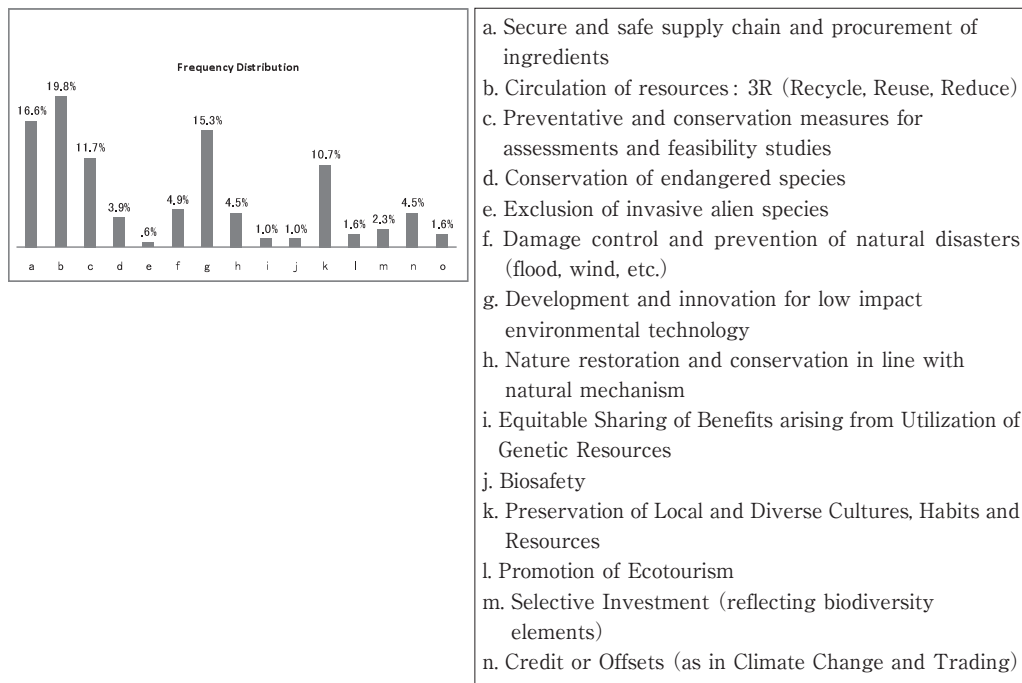 Frequency Distribution
16.6%
19.8%
11.7%
3.9%
.6%
4.9%
15.3%
4.5%
1.0%
1.0%
10.7%
1.6%
2.3%
4.5%
1.6%
a b c d e f g h i j k l m n o
a. Secure and safe supply chain and procurement of
ingredients
b. Circulation of resources : 3R (Recycle, Reuse, Reduce)
c. Preventative and conservation measures for
assessments and feasibility studies
d. Conservation of endangered species
e. Exclusion of invasive alien species
f. Damage control and prevention of natural disasters
(flood, wind, etc.)
g. Development and innovation for low impact
environmental technology
h. Nature restoration and conservation in line with
natural mechanism
i. Equitable Sharing of Benefits arising from Utilization of
Genetic Resources
j. Biosafety
k. Preservation of Local and Diverse Cultures, Habits and
Resources
l. Promotion of Ecotourism
m. Selective Investment (reflecting biodiversity
elements)
n. Credit or Offsets (as in Climate Change and Trading)